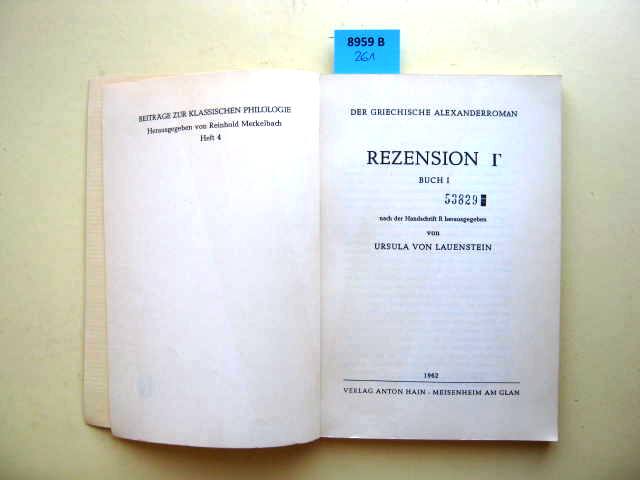 8959 B
261
BEITRÄGE ZUR KLASSISCHEN PHILOLOGIE
Herausgegeben von Reinhold Merkelbach
Heft 4
DER GRIECHISCHE ALEXANDERROMAN
REZENSION Γ
BUCH I
53829
nach der Handschrift R herausgegeben
von
URSULA VON LAUENSTEIN
1962
VERLAG ANTON HAIN · MEISENHEIM AM GLAN